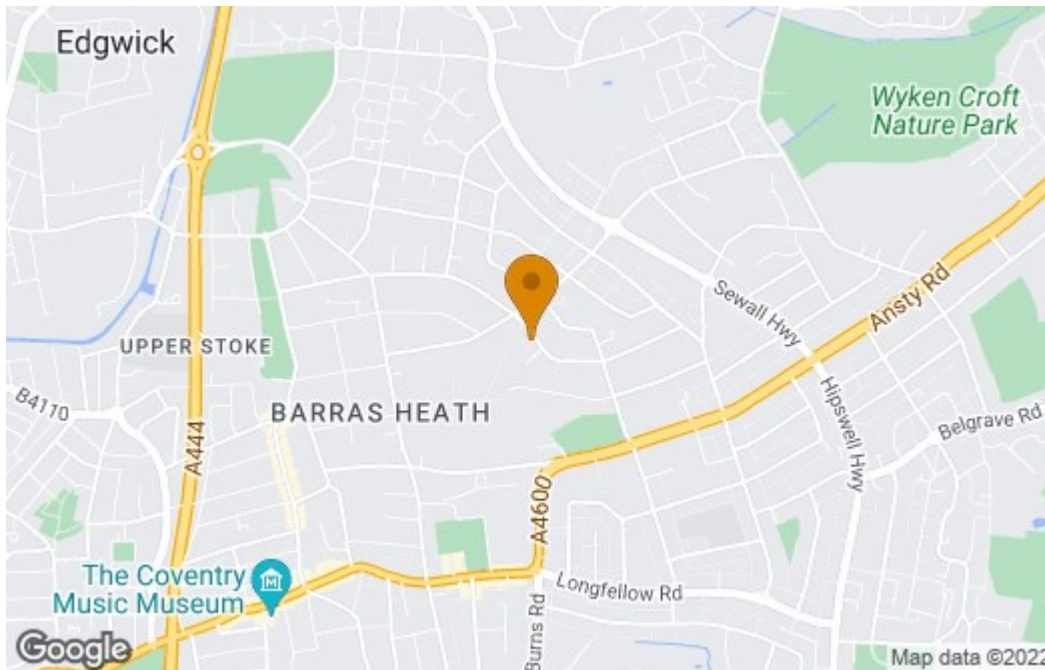 Edgwick
Wyken Croft
Nature Park
Ansty Rd
Sewall Hwy
UPPER STOKE
B4110
BARRAS HEATH
Hipswell Hwy
Belgrave Rd
A444
A4600
The Coventry
Music Museum
Longfellow Rd
Burns Rd
Google
Map data ©2022